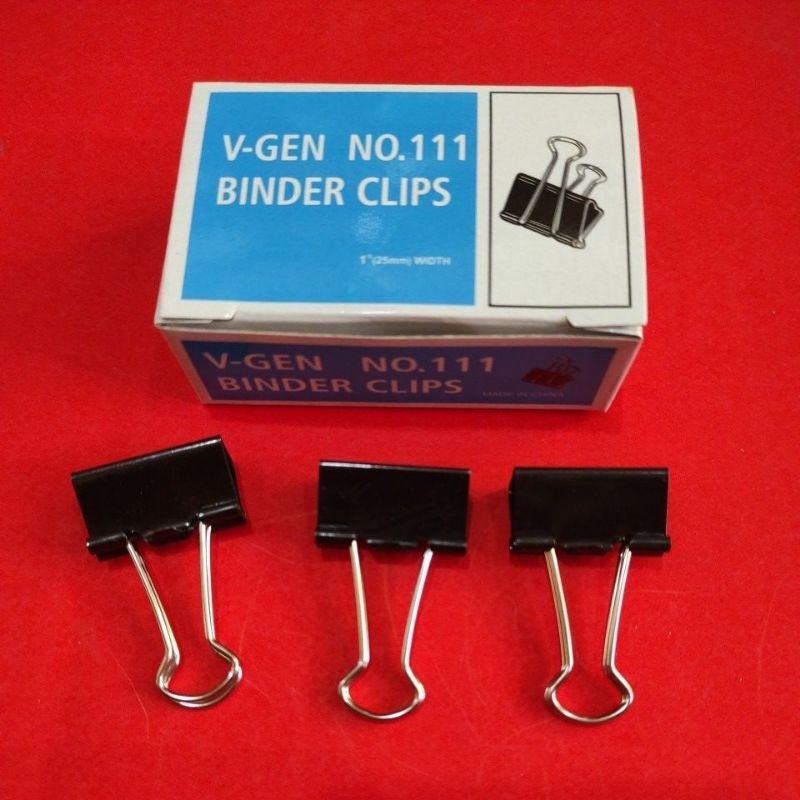 V-GEN NO.111
BINDER CLIPS
1"(25mm) WIDTH
V-GEN NO.111
BINDER CLIPS
MADE IN CHINA